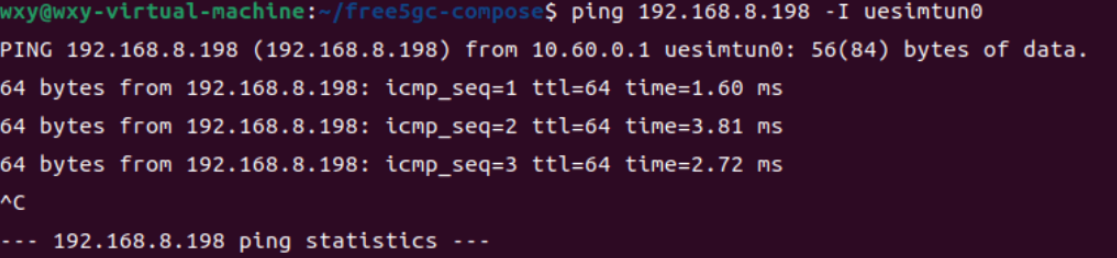 wxy@wxy-virtual-machine:~/free5gc-compose$ ping 192.168.8.198 -I uesimtun0
PING 192.168.8.198 (192.168.8.198) from 10.60.0.1 uesimtun0: 56(84) bytes of data.
64 bytes from 192.168.8.198: icmp_seq=1 ttl=64 time=1.60 ms
64 bytes from 192.168.8.198: icmp_seq=2 ttl=64 time=3.81 ms
64 bytes from 192.168.8.198: icmp_seq=3 ttl=64 time=2.72 ms
^C
--- 192.168.8.198 ping statistics ---